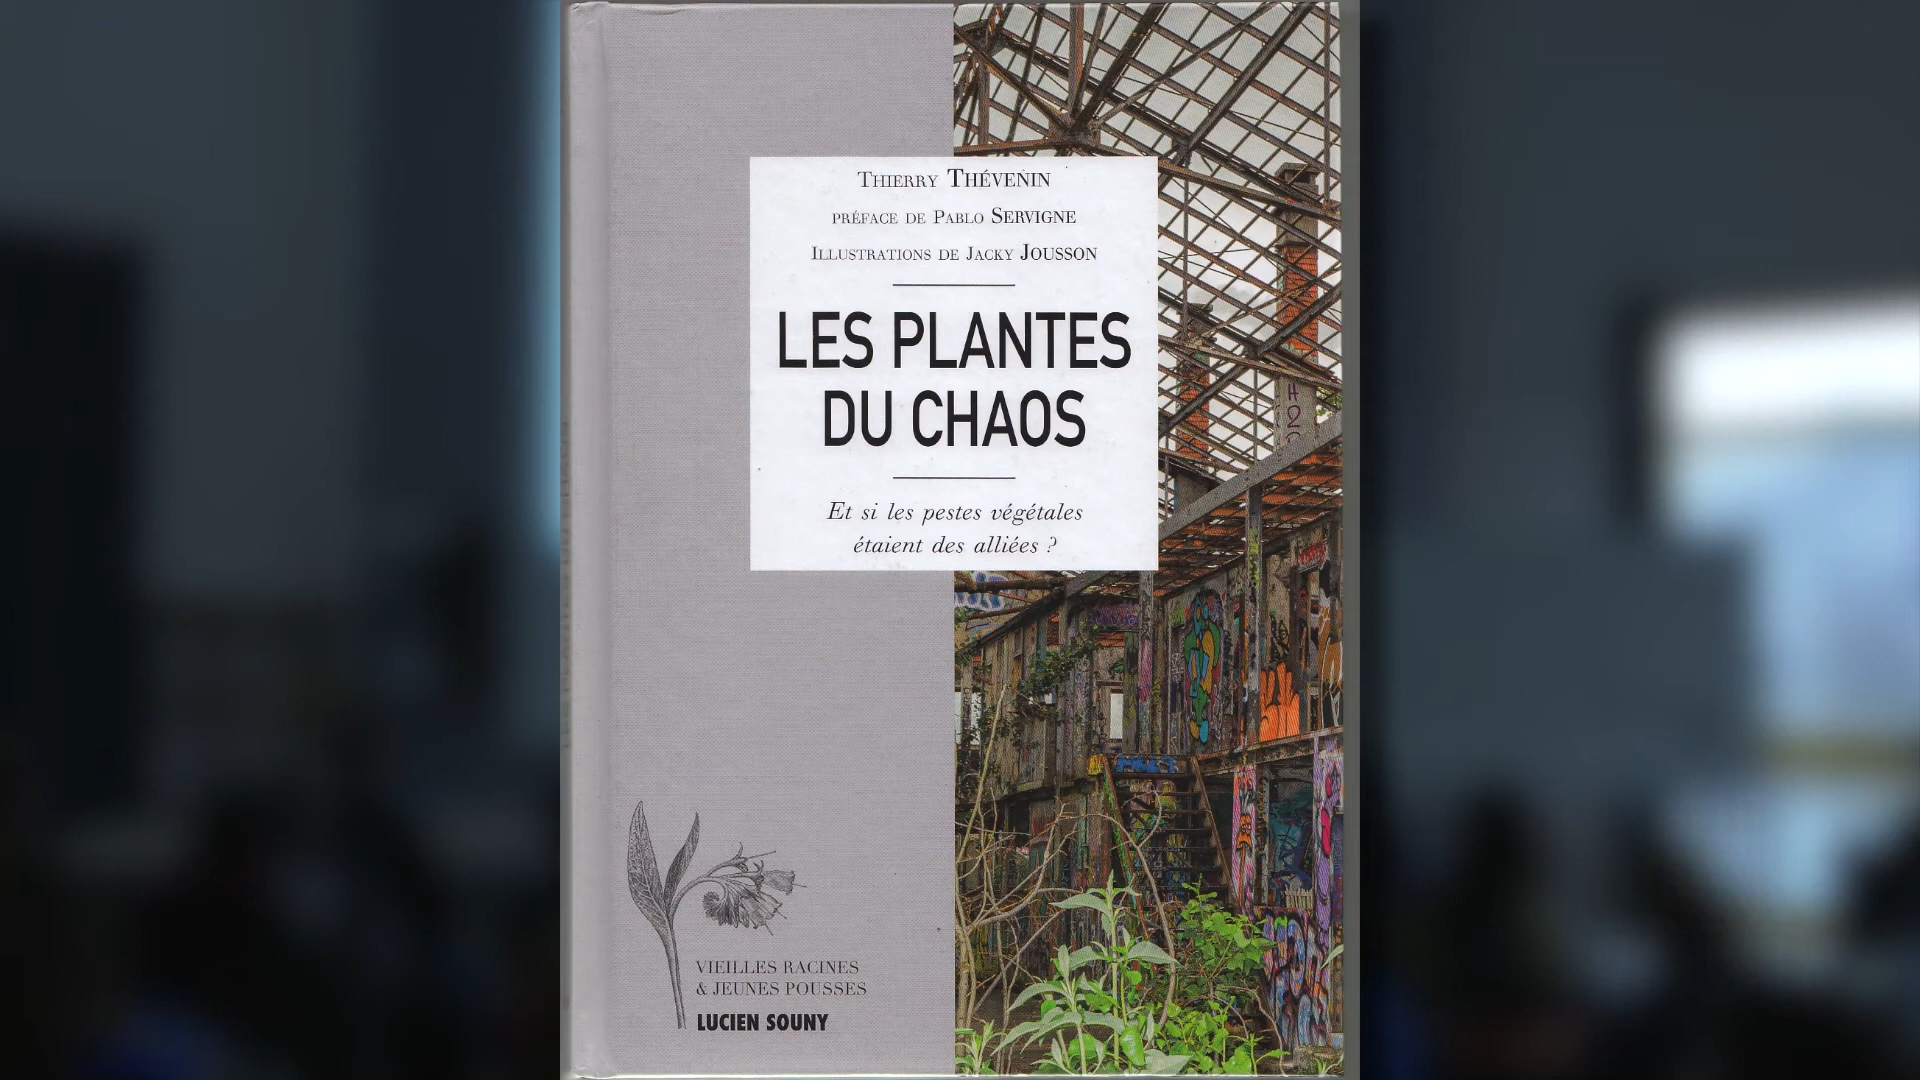 Thierry Thévenin
préface de Pablo Servigne
Illustrations de Jacky Jousson
LES PLANTES
DU CHAOS
Et si les pestes végétales
étaient des alliées ?
VIEILLES RACINES
& JEUNES POUSSES
LUCIEN SOUNY